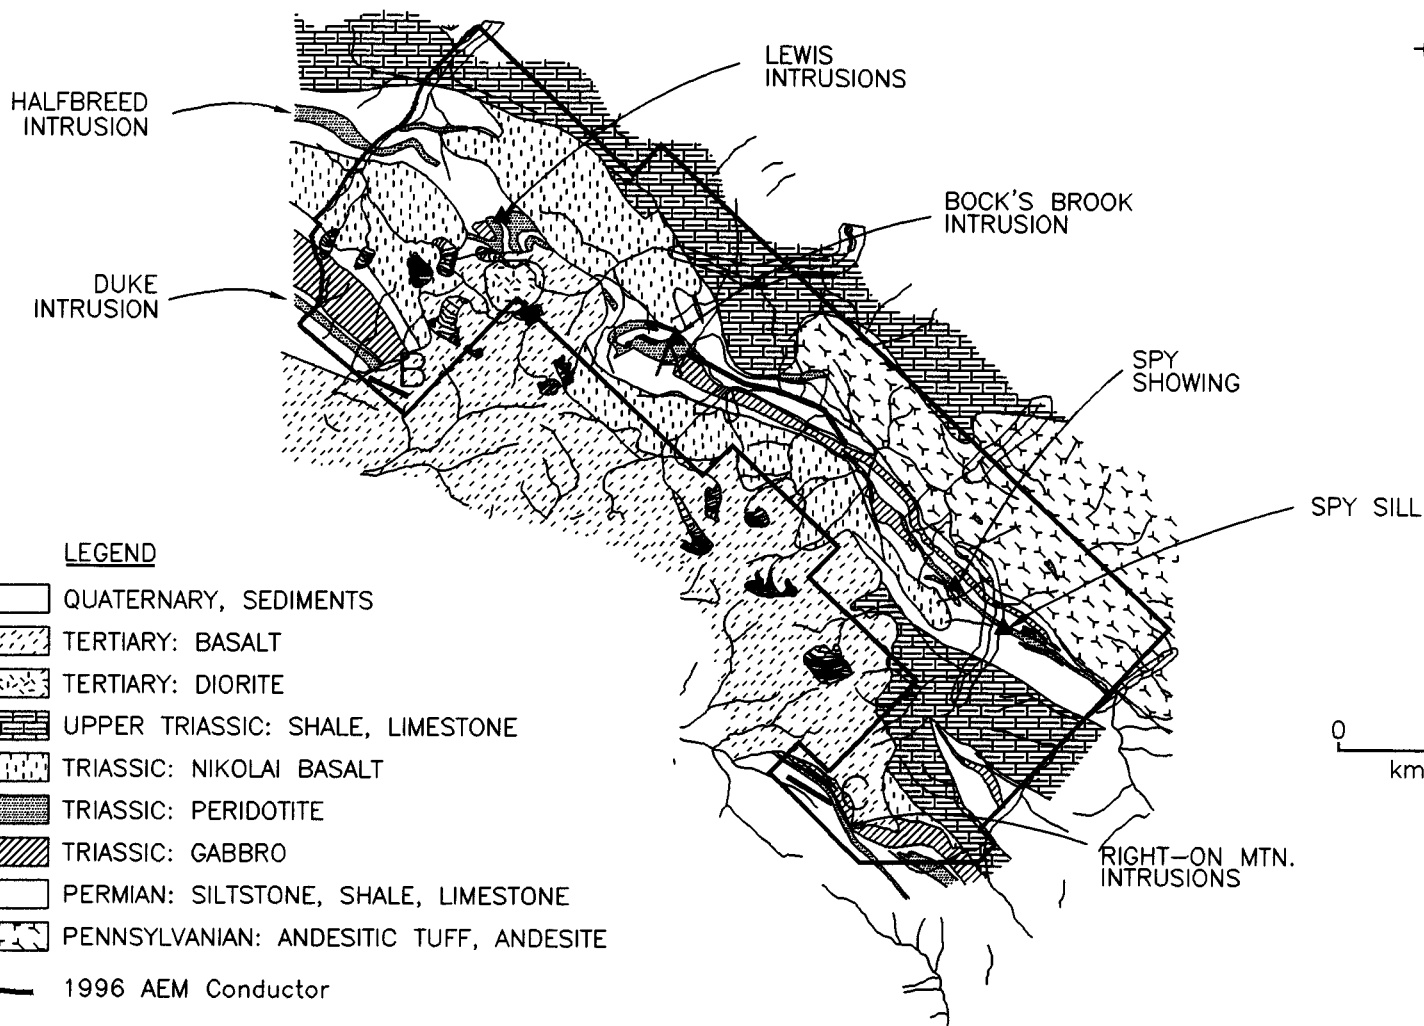 LEWIS
INTRUSIONS
HALFBREED
INTRUSION
BOCK'S BROOK
INTRUSION
DUKE
INTRUSION
SPY
SHOWING
A
B
SPY SILL
LEGEND
QUATERNARY, SEDIMENTS
TERTIARY: BASALT
TERTIARY: DIORITE
UPPER TRIASSIC: SHALE, LIMESTONE
TRIASSIC: NIKOLAI BASALT
TRIASSIC: PERIDOTITE
TRIASSIC: GABBRO
PERMIAN: SILTSTONE, SHALE, LIMESTONE
PENNSYLVANIAN: ANDESITIC TUFF, ANDESITE
1996 AEM Conductor
0
km
RIGHT-ON MTN.
INTRUSIONS